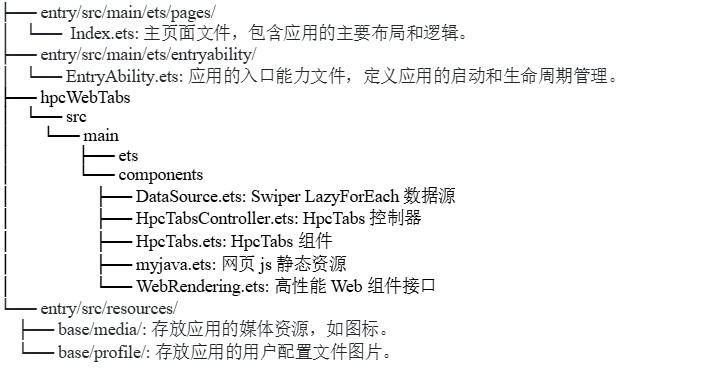 ├── entry/src/main/ets/pages/
│   └── Index.ets: 主页面文件，包含应用的主要布局和逻辑。
├── entry/src/main/ets/entryability/
│   └── EntryAbility.ets: 应用的入口能力文件，定义应用的启动和生命周期管理。
├── hpcWebTabs
│   └── src
│       └── main
│           ├── ets
│           └── components
│               ├── DataSource.ets: Swiper LazyForEach 数据源
│               ├── HpcTabsController.ets: HpcTabs 控制器
│               ├── HpcTabs.ets: HpcTabs 组件
│               ├── myjava.ets: 网页 js 静态资源
│               └── WebRendering.ets: 高性能 Web 组件接口
└── entry/src/resources/
    ├── base/media/: 存放应用的媒体资源，如图标。
    └── base/profile/: 存放应用的用户配置文件图片。